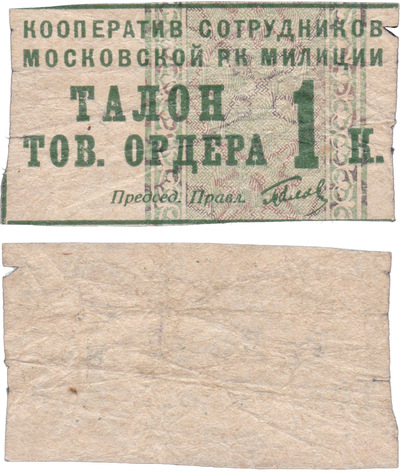 КООПЕРАТИВ СОТРУДНИКОВ
МОСКОВСКОЙ РК МИЛИЦИИ
ТАЛОН
ТОВ. ОРДЕРА 1 К.
Председ. Правл.